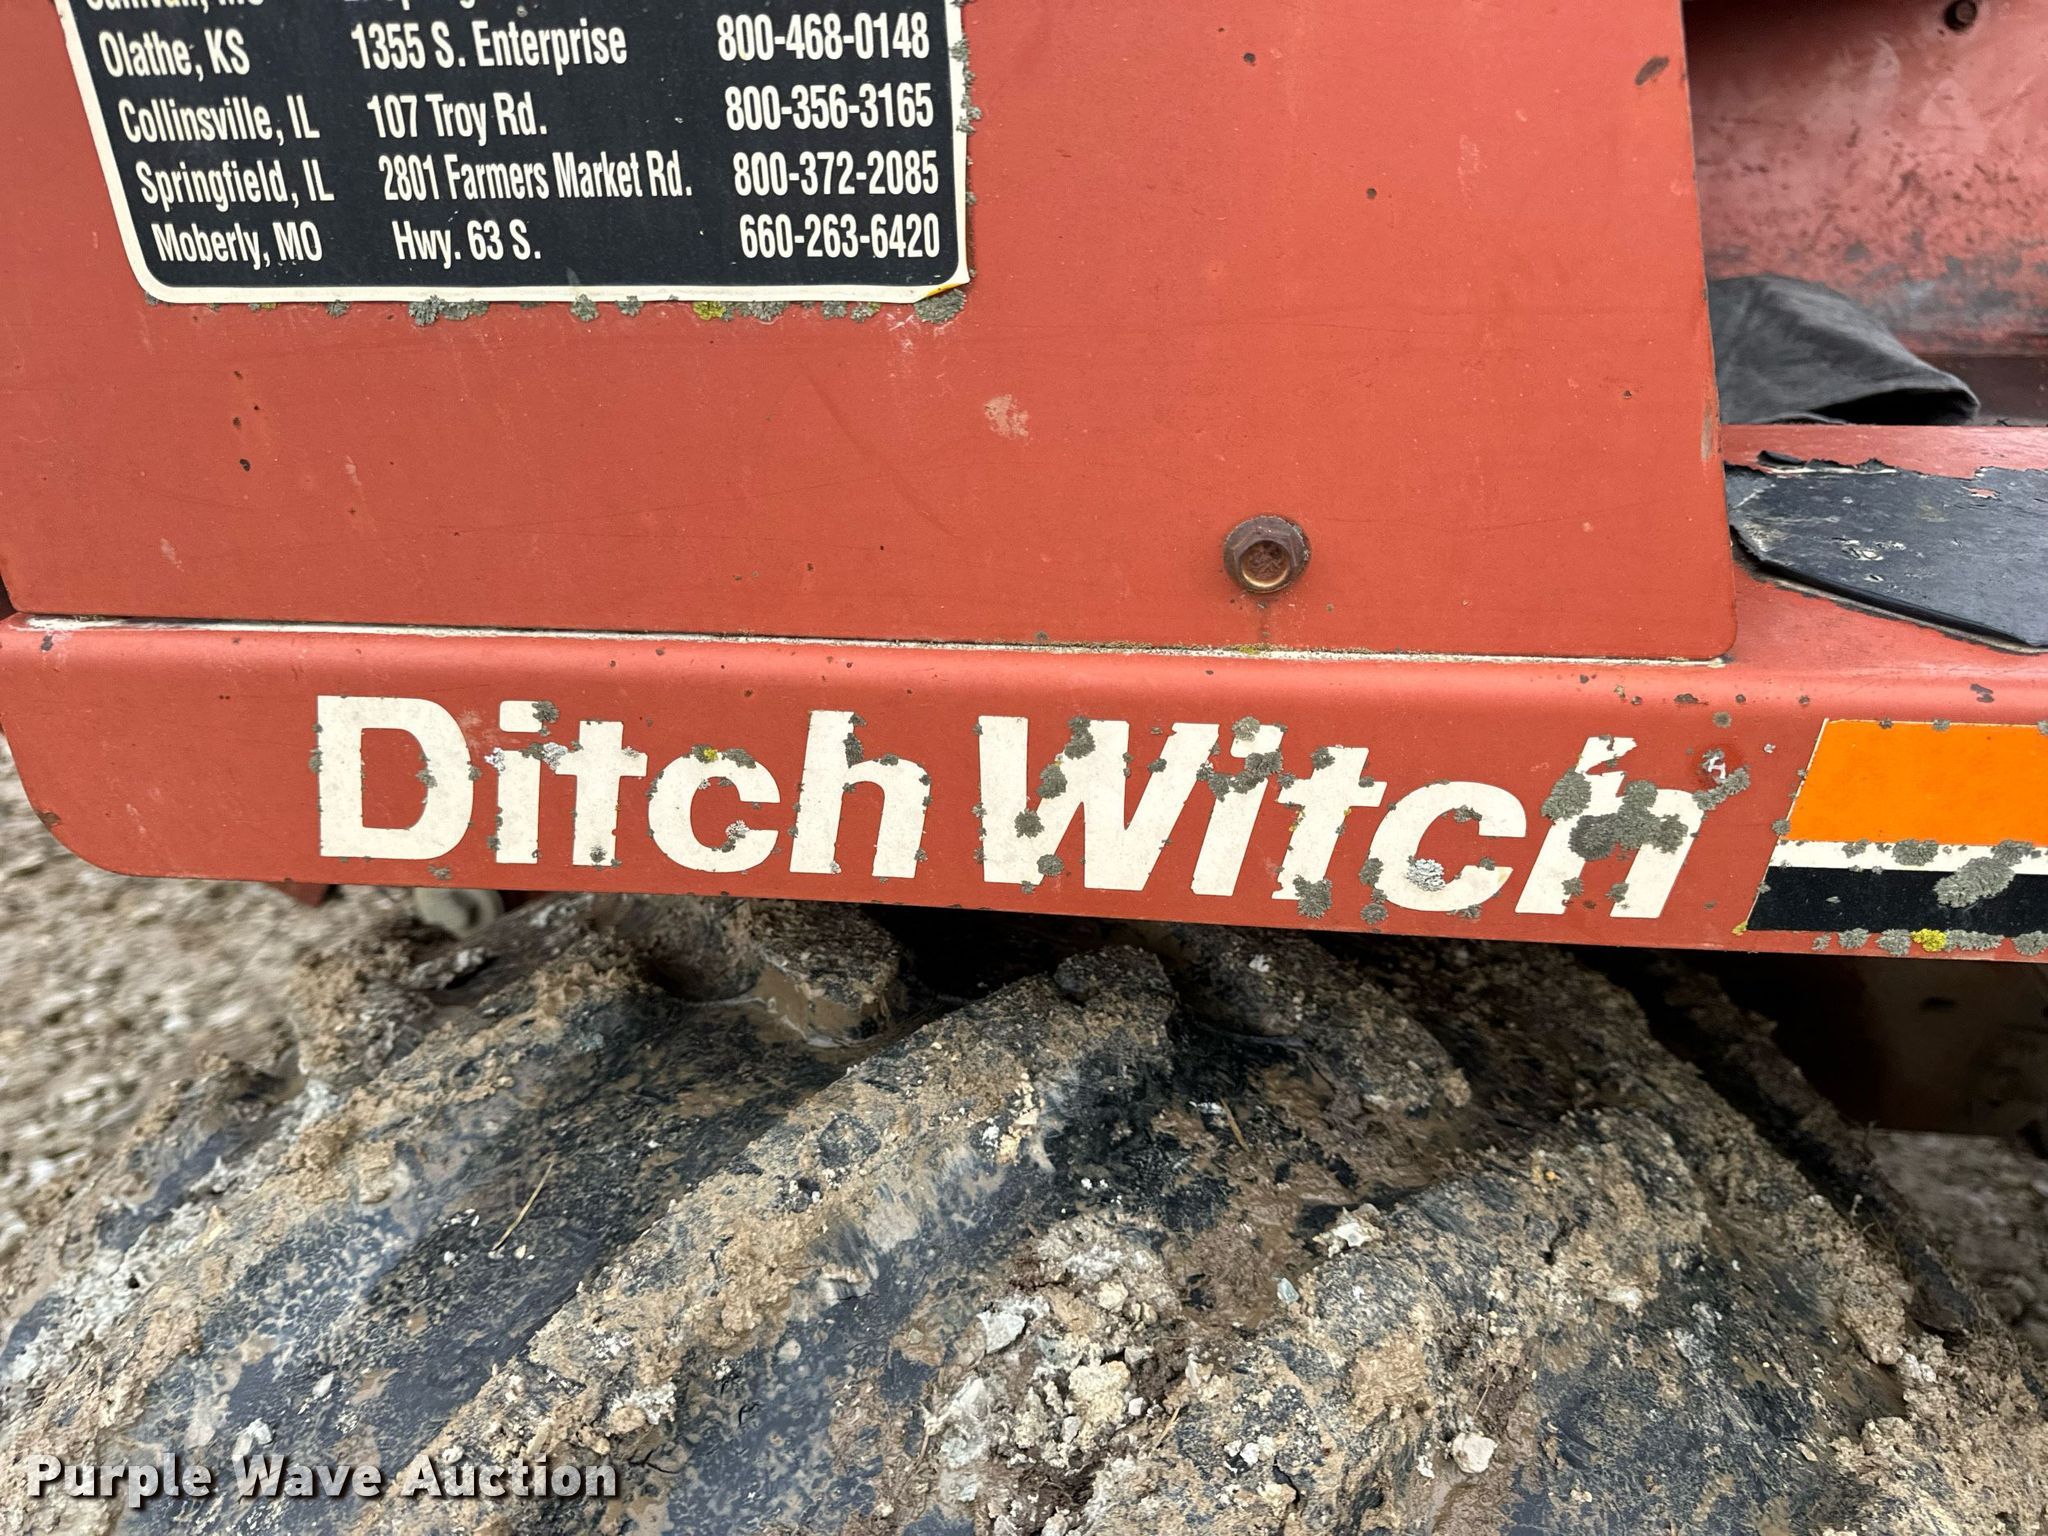 Olathe, KS 1355 S. Enterprise 800-468-0148
Collinsville, IL 107 Troy Rd. 800-356-3165
Springfield, IL 2801 Farmers Market Rd. 800-372-2085
Moberly, MO Hwy. 63 S. 660-263-6420
Ditch Witch
Purple Wave Auction